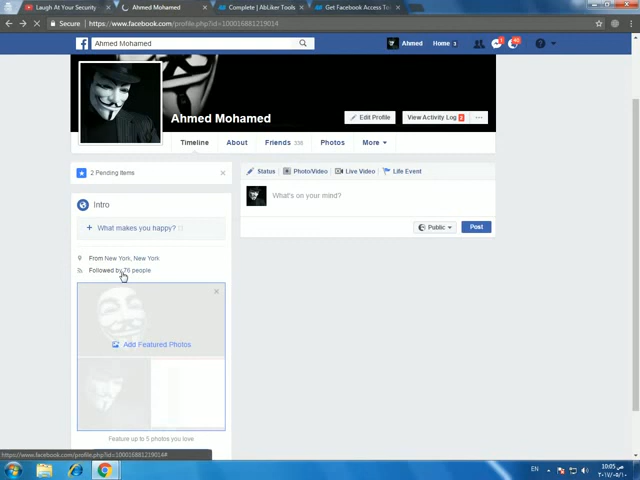 Laugh At Your Security
Ahmed Mohamed
Complete | AbLiker Tools
Get Facebook Access To
Secure
https://www.facebook.com/profile.php?id=100016881219014
Ahmed Mohamed
Ahmed
Home 3
Ahmed Mohamed
Edit Profile
View Activity Log 2
Timeline
About
Friends 338
Photos
More
2 Pending Items
Status
Photo/Video
Live Video
Life Event
What's on your mind?
Public
Post
Intro
+ What makes you happy?
From New York, New York
Followed by 76 people
Add Featured Photos
Feature up to 5 photos you love
https://www.facebook.com/profile.php?id=100016881219014#
EN
10:05 ص
٢٠١٧/٠٥/١٠